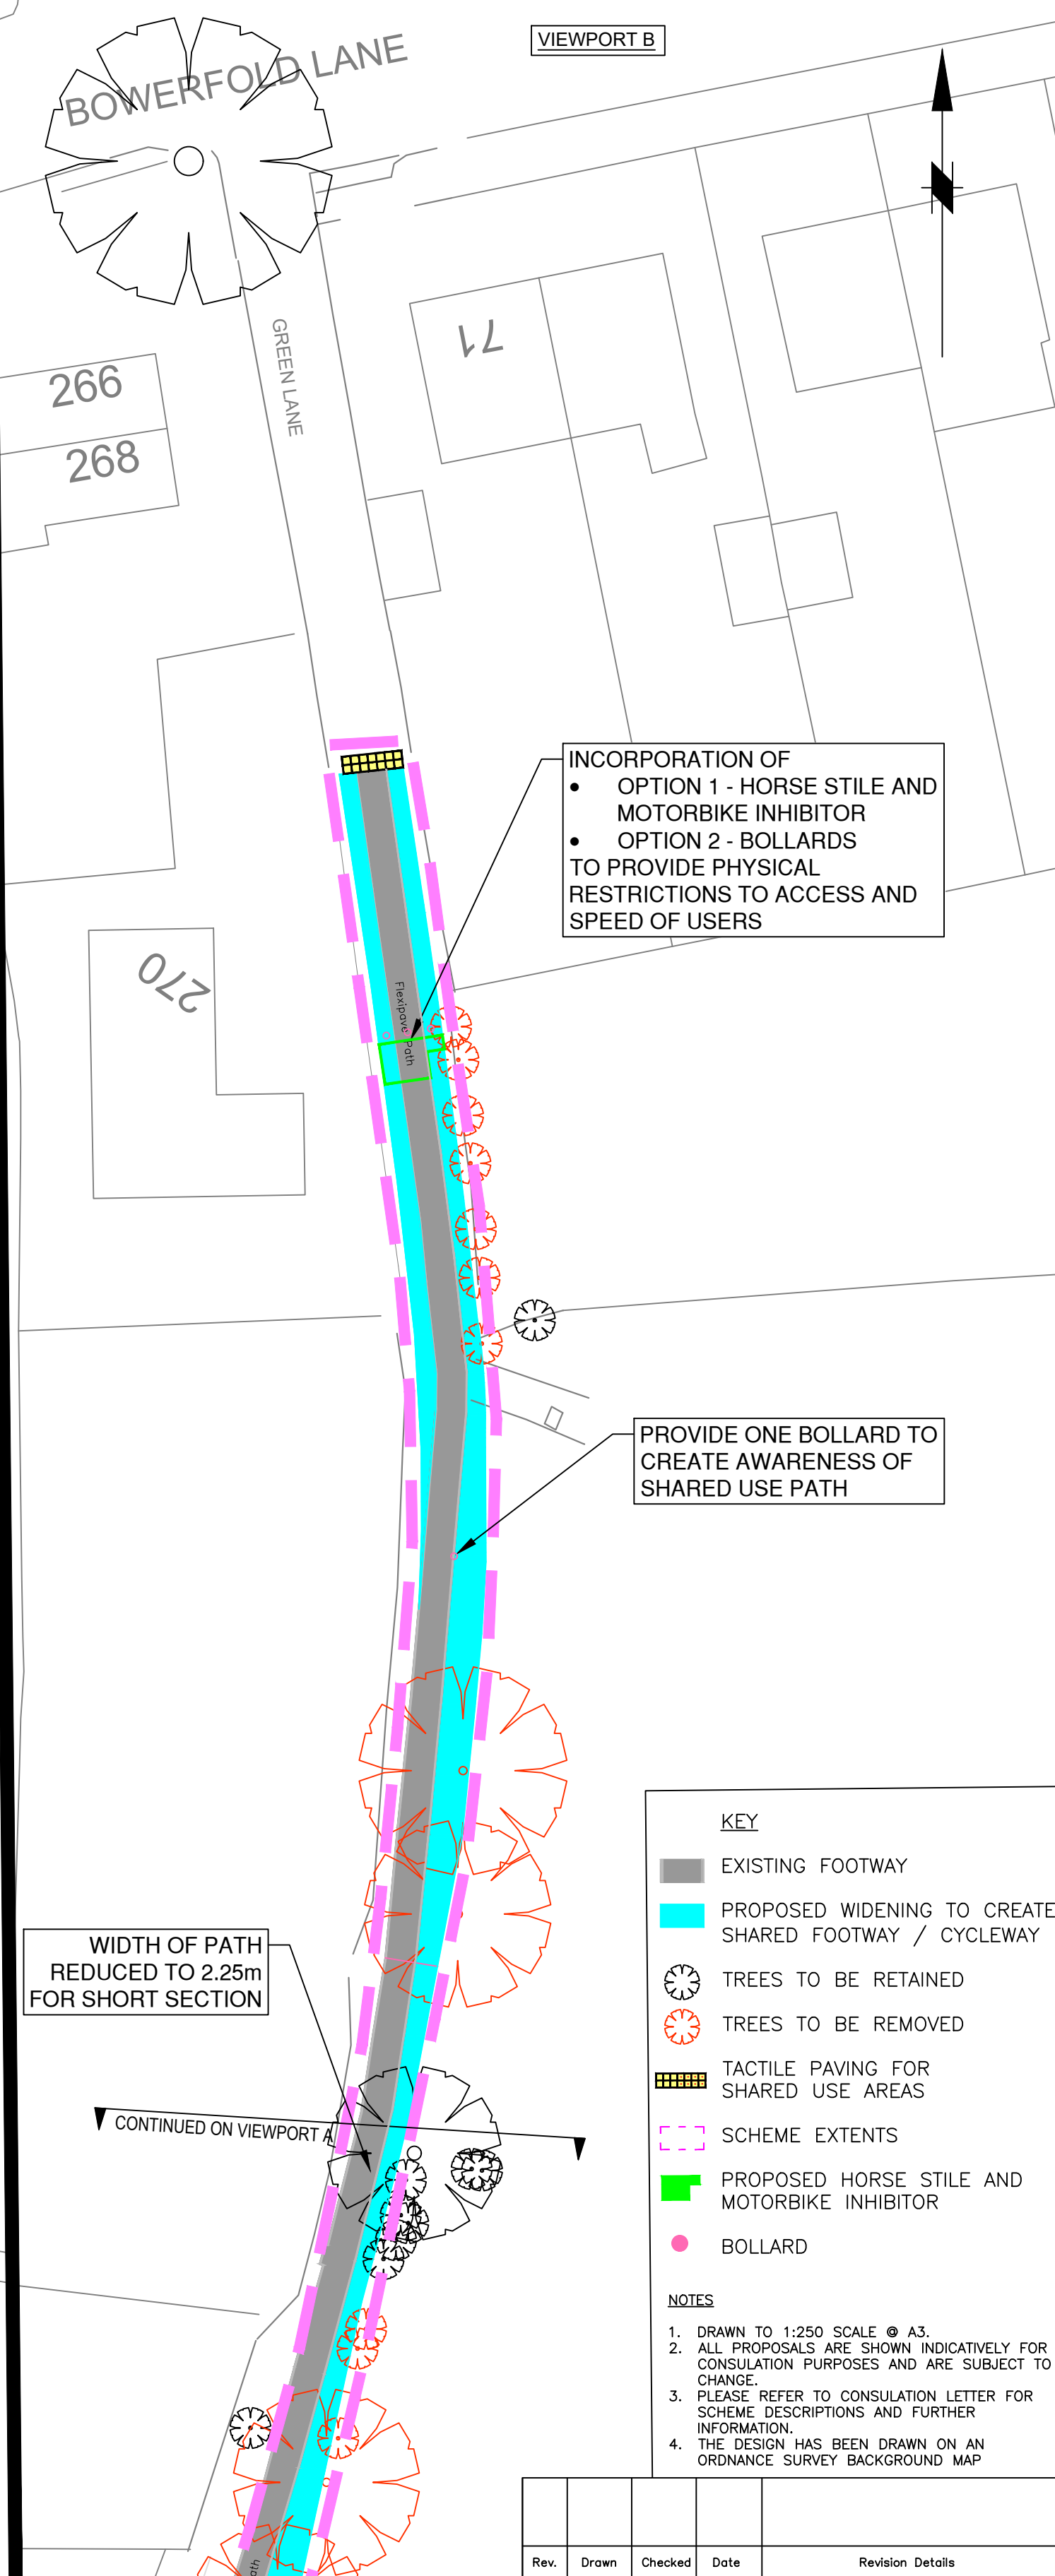 VIEWPORT B
BOWERFOLD LANE
GREEN LANE
71
266
268
INCORPORATION OF
• OPTION 1 - HORSE STILE AND
MOTORBIKE INHIBITOR
• OPTION 2 - BOLLARDS
TO PROVIDE PHYSICAL
RESTRICTIONS TO ACCESS AND
SPEED OF USERS
270
Flexipave Path
PROVIDE ONE BOLLARD TO
CREATE AWARENESS OF
SHARED USE PATH
WIDTH OF PATH
REDUCED TO 2.25m
FOR SHORT SECTION
CONTINUED ON VIEWPORT A
KEY
EXISTING FOOTWAY
PROPOSED WIDENING TO CREATE
SHARED FOOTWAY / CYCLEWAY
TREES TO BE RETAINED
TREES TO BE REMOVED
TACTILE PAVING FOR
SHARED USE AREAS
SCHEME EXTENTS
PROPOSED HORSE STILE AND
MOTORBIKE INHIBITOR
BOLLARD
NOTES
1. DRAWN TO 1:250 SCALE @ A3.
2. ALL PROPOSALS ARE SHOWN INDICATIVELY FOR
CONSULATION PURPOSES AND ARE SUBJECT TO
CHANGE.
3. PLEASE REFER TO CONSULATION LETTER FOR
SCHEME DESCRIPTIONS AND FURTHER
INFORMATION.
4. THE DESIGN HAS BEEN DRAWN ON AN
ORDNANCE SURVEY BACKGROUND MAP
Rev. Drawn Checked Date Revision Details